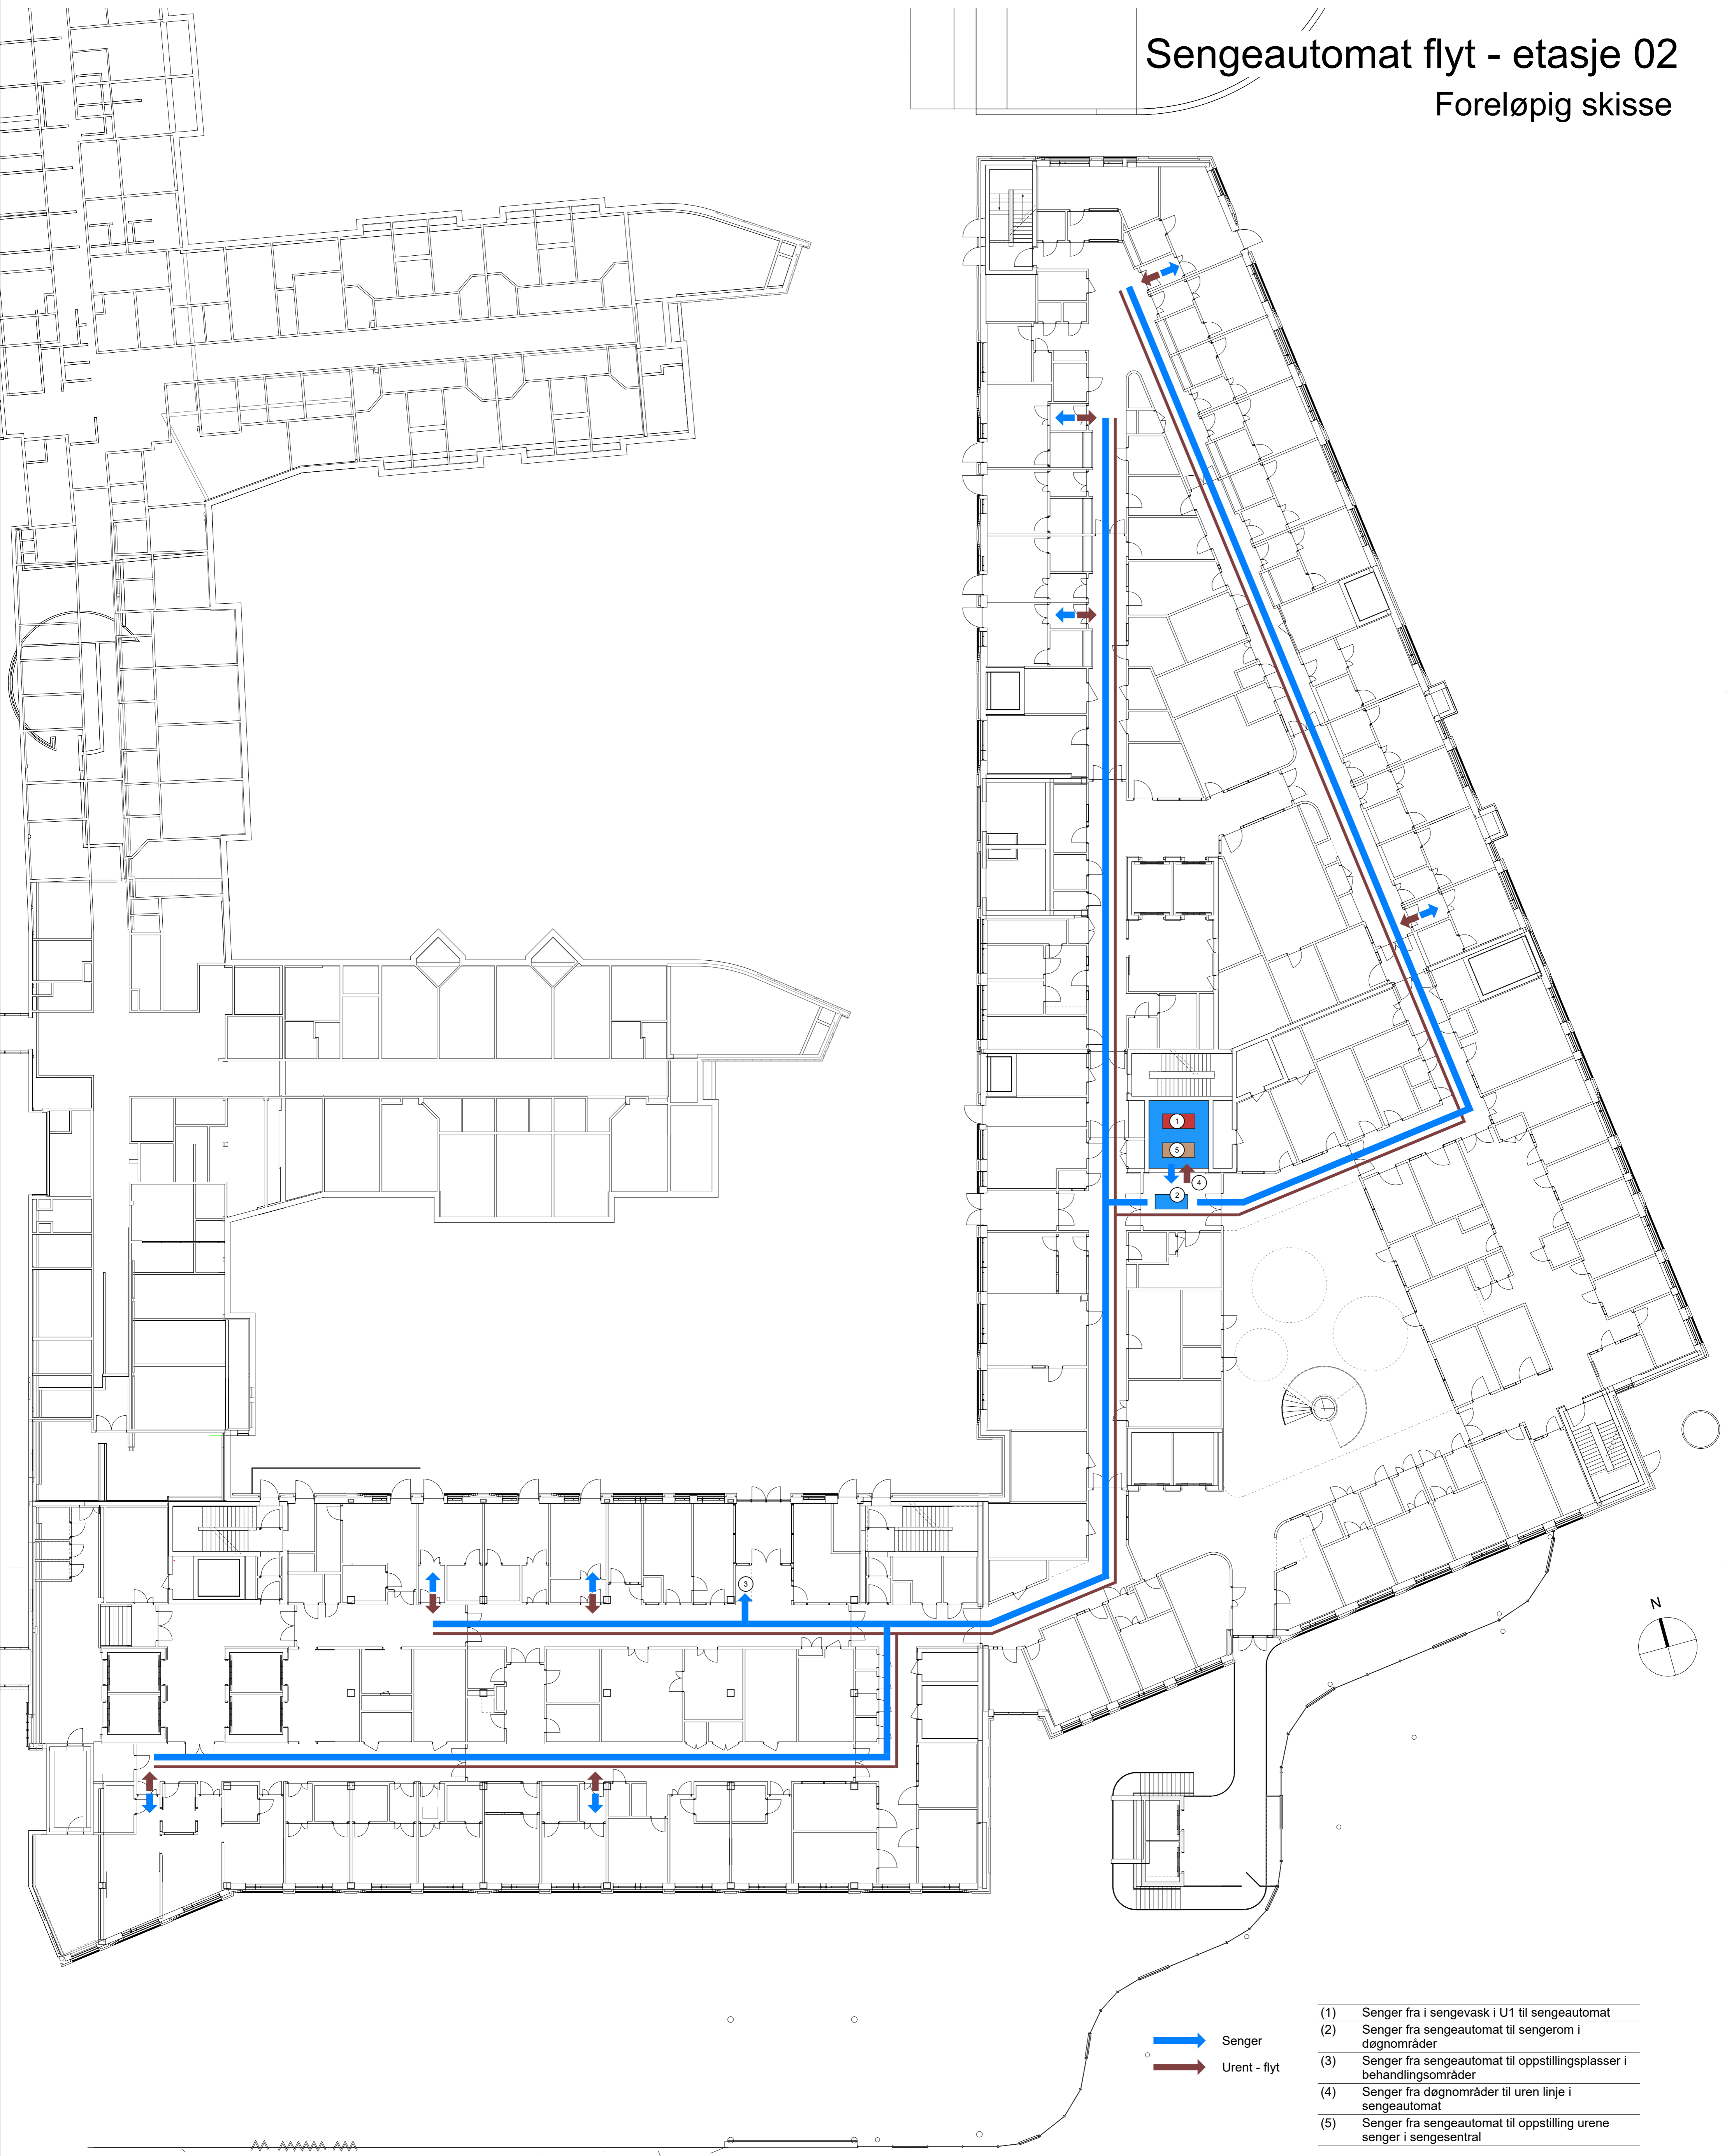 Sengeautomat flyt - etasje 02
Foreløpig skisse
1
5
4
2
3
N
Senger
Urent - flyt
(1) Senger fra i sengevask i U1 til sengeautomat
(2) Senger fra sengeautomat til sengerom i
døgnområder
(3) Senger fra sengeautomat til oppstillingsplasser i
behandlingsområder
(4) Senger fra døgnområder til uren linje i
sengeautomat
(5) Senger fra sengeautomat til oppstilling urene
senger i sengesentral